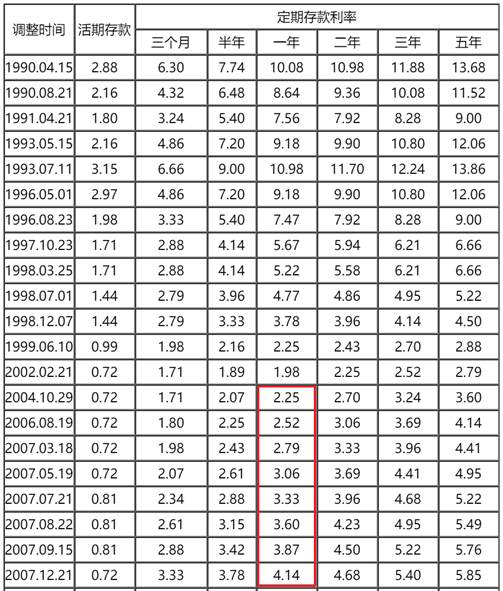 调整时间 活期存款 定期存款利率
三个月 半年 一年 二年 三年 五年
1990.04.15 2.88 6.30 7.74 10.08 10.98 11.88 13.68
1990.08.21 2.16 4.32 6.48 8.64 9.36 10.08 11.52
1991.04.21 1.80 3.24 5.40 7.56 7.92 8.28 9.00
1993.05.15 2.16 4.86 7.20 9.18 9.90 10.80 12.06
1993.07.11 3.15 6.66 9.00 10.98 11.70 12.24 13.86
1996.05.01 2.97 4.86 7.20 9.18 9.90 10.80 12.06
1996.08.23 1.98 3.33 5.40 7.47 7.92 8.28 9.00
1997.10.23 1.71 2.88 4.14 5.67 5.94 6.21 6.66
1998.03.25 1.71 2.88 4.14 5.22 5.58 6.21 6.66
1998.07.01 1.44 2.79 3.96 4.77 4.86 4.95 5.22
1998.12.07 1.44 2.79 3.33 3.78 3.96 4.14 4.50
1999.06.10 0.99 1.98 2.16 2.25 2.43 2.70 2.88
2002.02.21 0.72 1.71 1.89 1.98 2.25 2.52 2.79
2004.10.29 0.72 1.71 2.07 2.25 2.70 3.24 3.60
2006.08.19 0.72 1.80 2.25 2.52 3.06 3.69 4.14
2007.03.18 0.72 1.98 2.43 2.79 3.33 3.96 4.41
2007.05.19 0.72 2.07 2.61 3.06 3.69 4.41 4.95
2007.07.21 0.81 2.34 2.88 3.33 3.96 4.68 5.22
2007.08.22 0.81 2.61 3.15 3.60 4.23 4.95 5.49
2007.09.15 0.81 2.88 3.42 3.87 4.50 5.22 5.76
2007.12.21 0.72 3.33 3.78 4.14 4.68 5.40 5.85